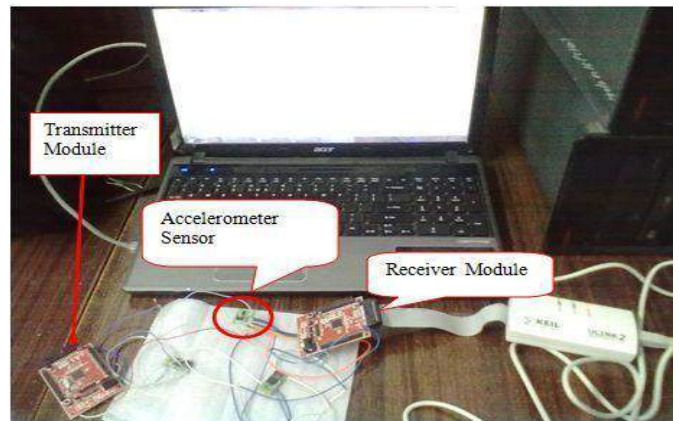 Transmitter
Module
acer
Accelerometer
Sensor
Receiver Module
KEIL
ULINK2